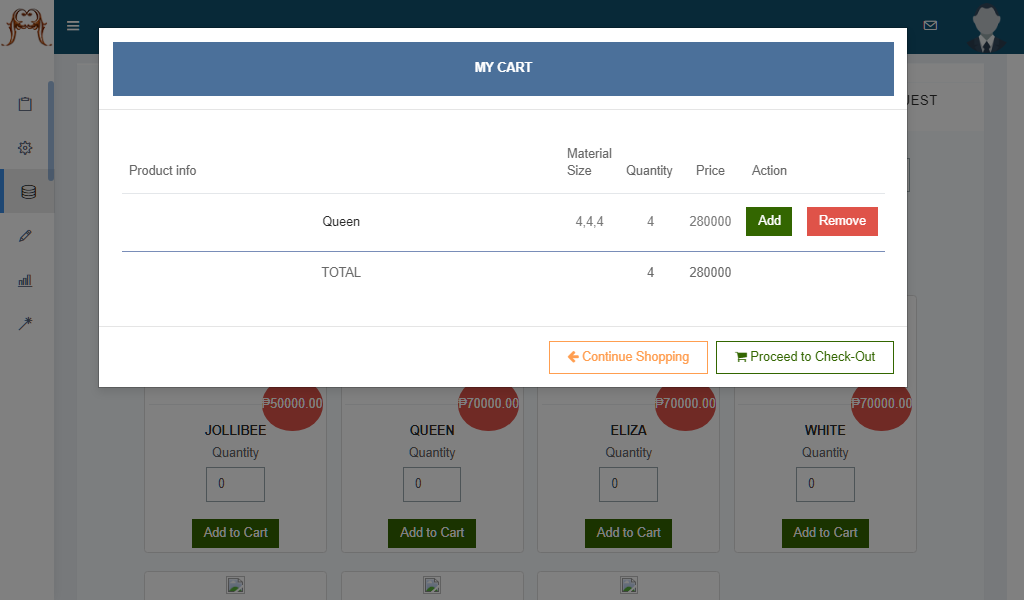 MY CART
UEST
Product info Material Size Quantity Price Action
Queen 4,4,4 4 280000 Add Remove
TOTAL 4 280000
Continue Shopping Proceed to Check-Out
₱50000.00 ₱70000.00 ₱70000.00 ₱70000.00
JOLLIBEE QUEEN ELIZA WHITE
Quantity Quantity Quantity Quantity
0 0 0 0
Add to Cart Add to Cart Add to Cart Add to Cart